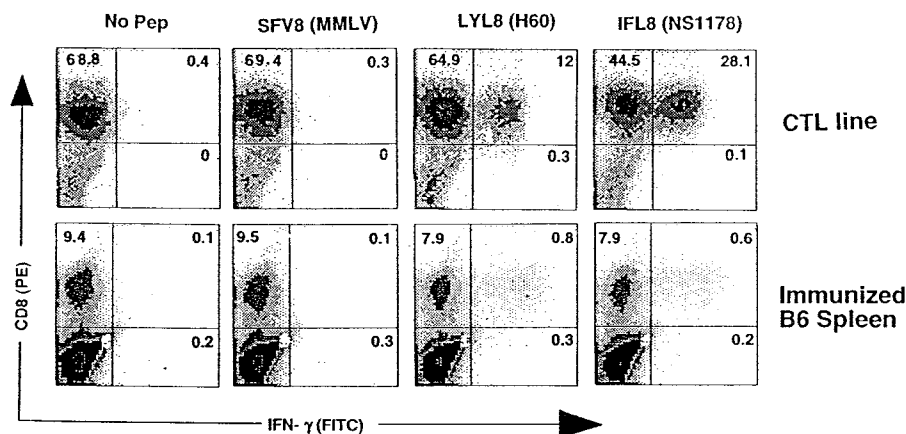 No Pep
SFV8 (MMLV)
LYL8 (H60)
IFL8 (NS1178)
68.8
0.4
69.4
0.3
64.9
12
44.5
28.1
0
0
0.3
0.1
CTL line
9.4
0.1
9.5
0.1
7.9
0.8
7.9
0.6
0.2
0.3
0.3
0.2
Immunized
B6 Spleen
CD8 (PE)
IFN- γ (FITC)